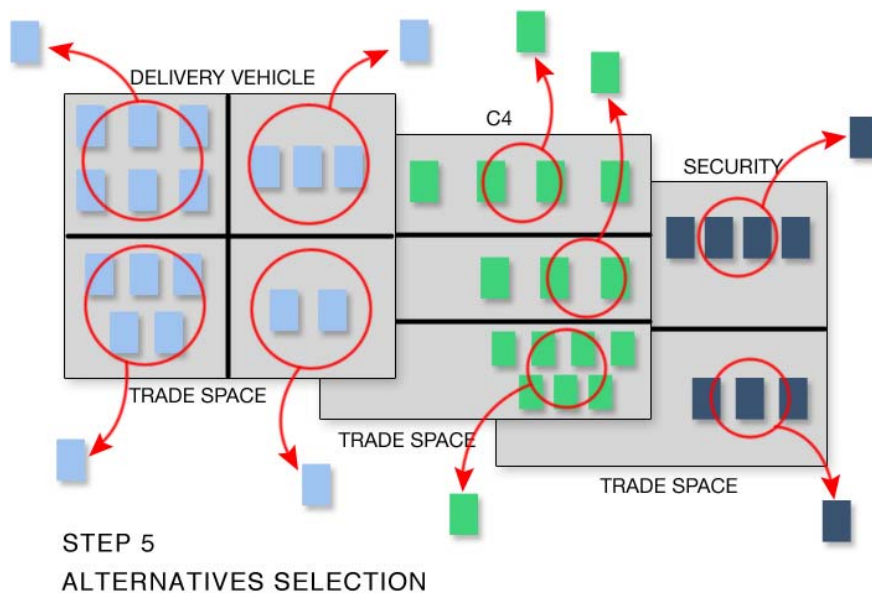 DELIVERY VEHICLE
C4
SECURITY
TRADE SPACE
TRADE SPACE
TRADE SPACE
STEP 5
ALTERNATIVES SELECTION